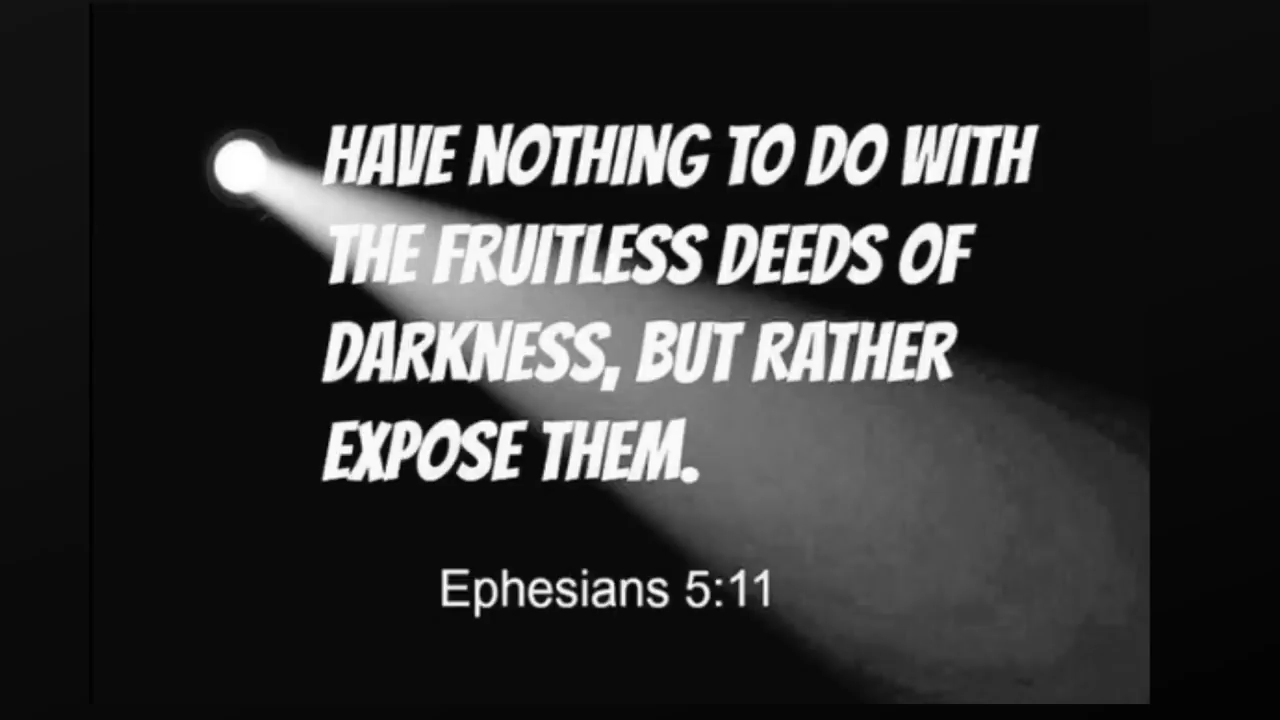 HAVE NOTHING TO DO WITH
THE FRUITLESS DEEDS OF
DARKNESS, BUT RATHER
EXPOSE THEM.
Ephesians 5:11